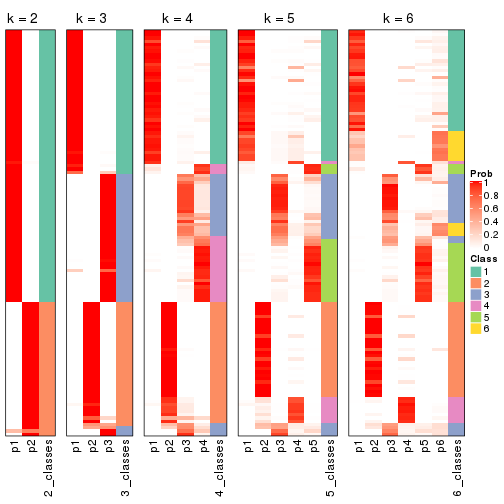 k = 2
k = 3
k = 4
k = 5
k = 6
p1
p2
2_classes
p1
p2
p3
3_classes
p1
p2
p3
p4
4_classes
p1
p2
p3
p4
p5
5_classes
p1
p2
p3
p4
p5
p6
6_classes
Prob
1
0.8
0.6
0.4
0.2
0
Class
1
2
3
4
5
6